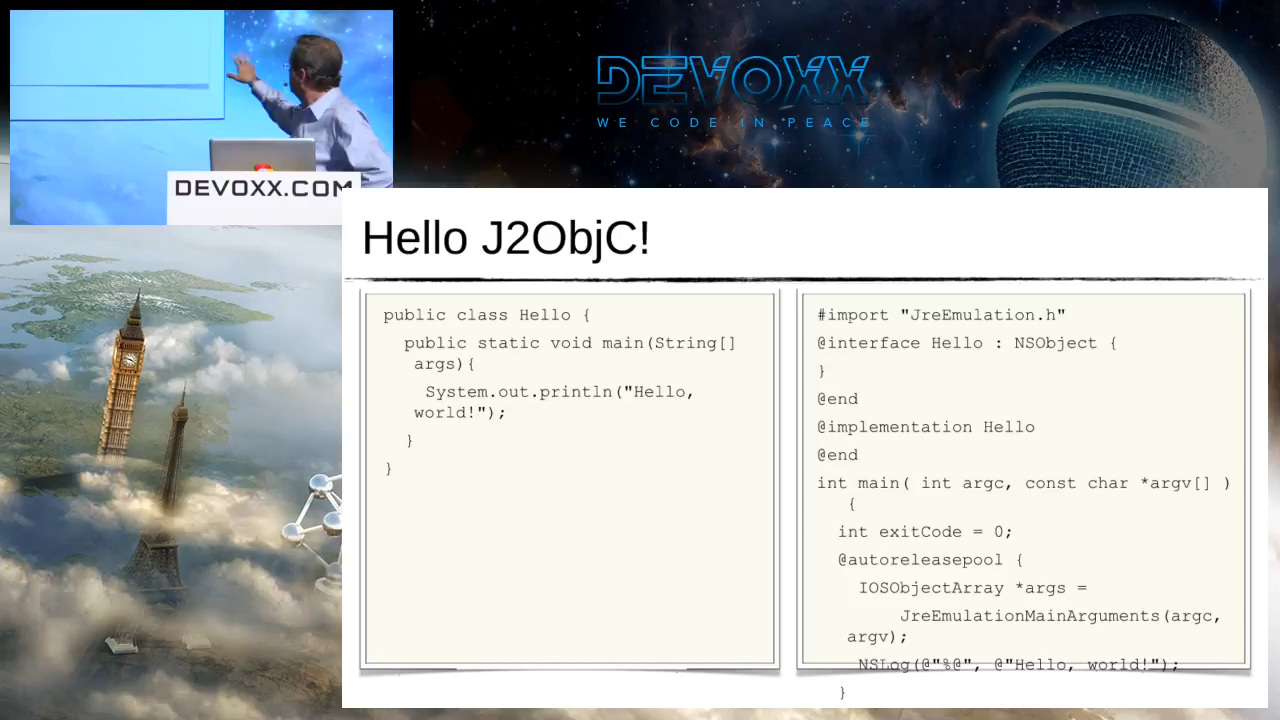 DEVOXX
WE CODE IN PEACE
DEVOXX.COM
Hello J2ObjC!
public class Hello {
public static void main(String[]
args){
System.out.println("Hello,
world!");
}
}
#import "JreEmulation.h"
@interface Hello : NSObject {
}
@end
@implementation Hello
@end
int main( int argc, const char *argv[] )
{
int exitCode = 0;
@autoreleasepool {
IOSObjectArray *args =
JreEmulationMainArguments(argc,
argv);
NSLog(@"%@", @"Hello, world!");
}